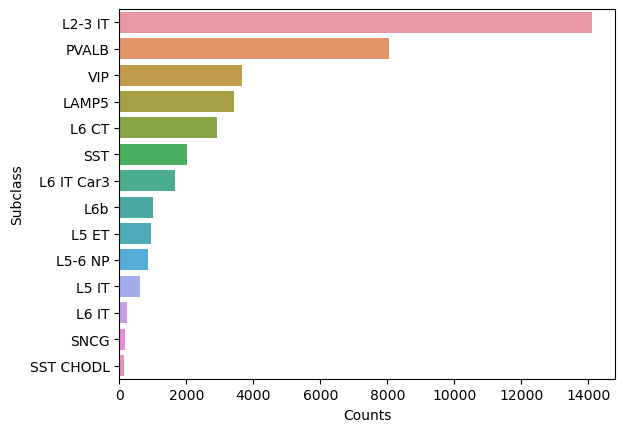 L2-3 IT
PVALB
VIP
LAMP5
L6 CT
SST
L6 IT Car3
L6b
L5 ET
L5-6 NP
L5 IT
L6 IT
SNCG
SST CHODL
Subclass
0 2000 4000 6000 8000 10000 12000 14000
Counts